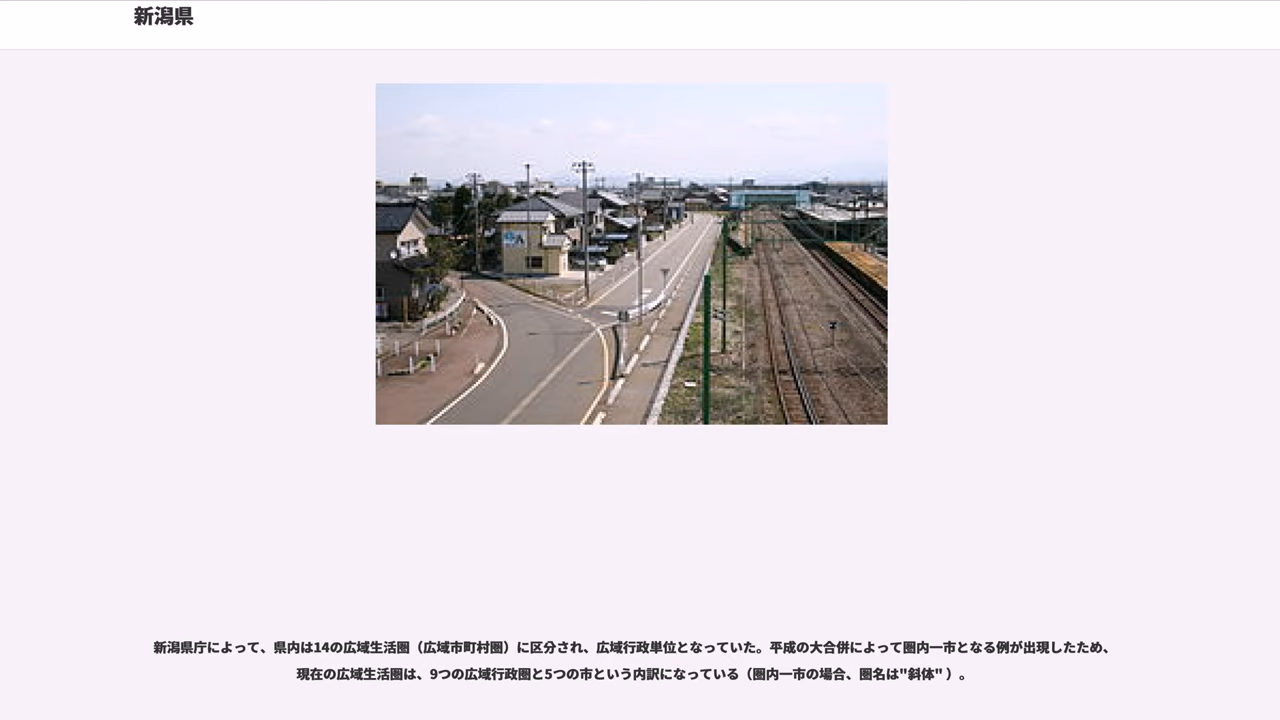 新潟県
新潟県庁によって、県内は14の広域生活圏（広域市町村圏）に区分され、広域行政単位となっていた。平成の大合併によって圏内一市となる例が出現したため、
現在の広域生活圏は、9つの広域行政圏と5つの市という内訳になっている（圏内一市の場合、圏名は"斜体" ）。